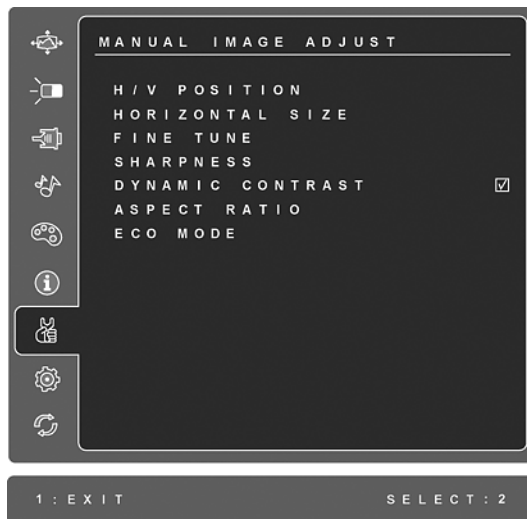 MANUAL IMAGE ADJUST
H/V POSITION
HORIZONTAL SIZE
FINE TUNE
SHARPNESS
DYNAMIC CONTRAST
ASPECT RATIO
ECO MODE
1:EXIT SELECT:2